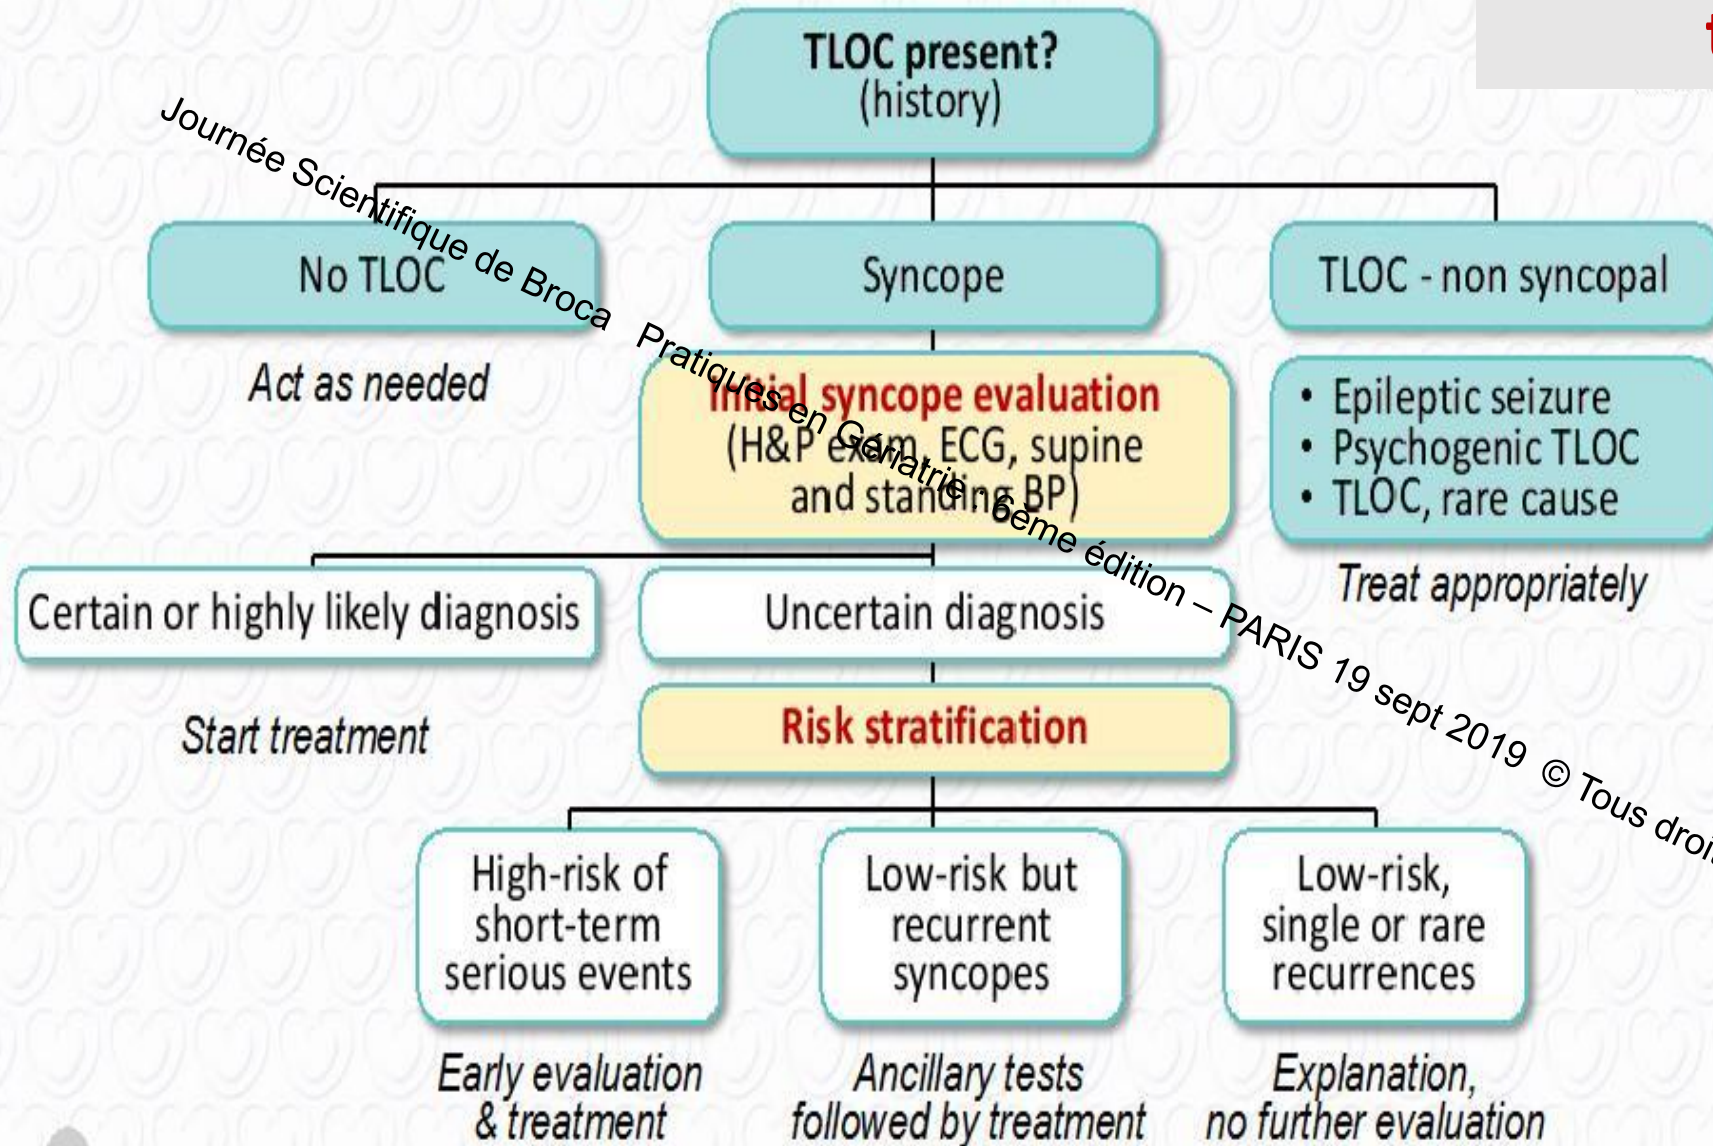 TLOC present?
(history)
No TLOC
Syncope
TLOC - non syncopal
Act as needed
Initial syncope evaluation
(H&P exam, ECG, supine
and standing BP)
• Epileptic seizure
• Psychogenic TLOC
• TLOC, rare cause
Treat appropriately
Certain or highly likely diagnosis
Uncertain diagnosis
Start treatment
Risk stratification
High-risk of
short-term
serious events
Low-risk but
recurrent
syncopes
Low-risk,
single or rare
recurrences
Early evaluation
& treatment
Ancillary tests
followed by treatment
Explanation,
no further evaluation
Journée Scientifique de Broca Pratiques en Gériatrie : 6ème édition – PARIS 19 sept 2019 © Tous